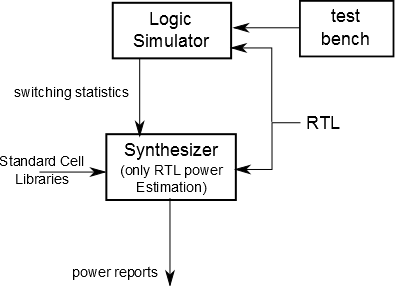 Logic
Simulator
test
bench
switching statistics
RTL
Synthesizer
(only RTL power
Estimation)
Standard Cell
Libraries
power reports